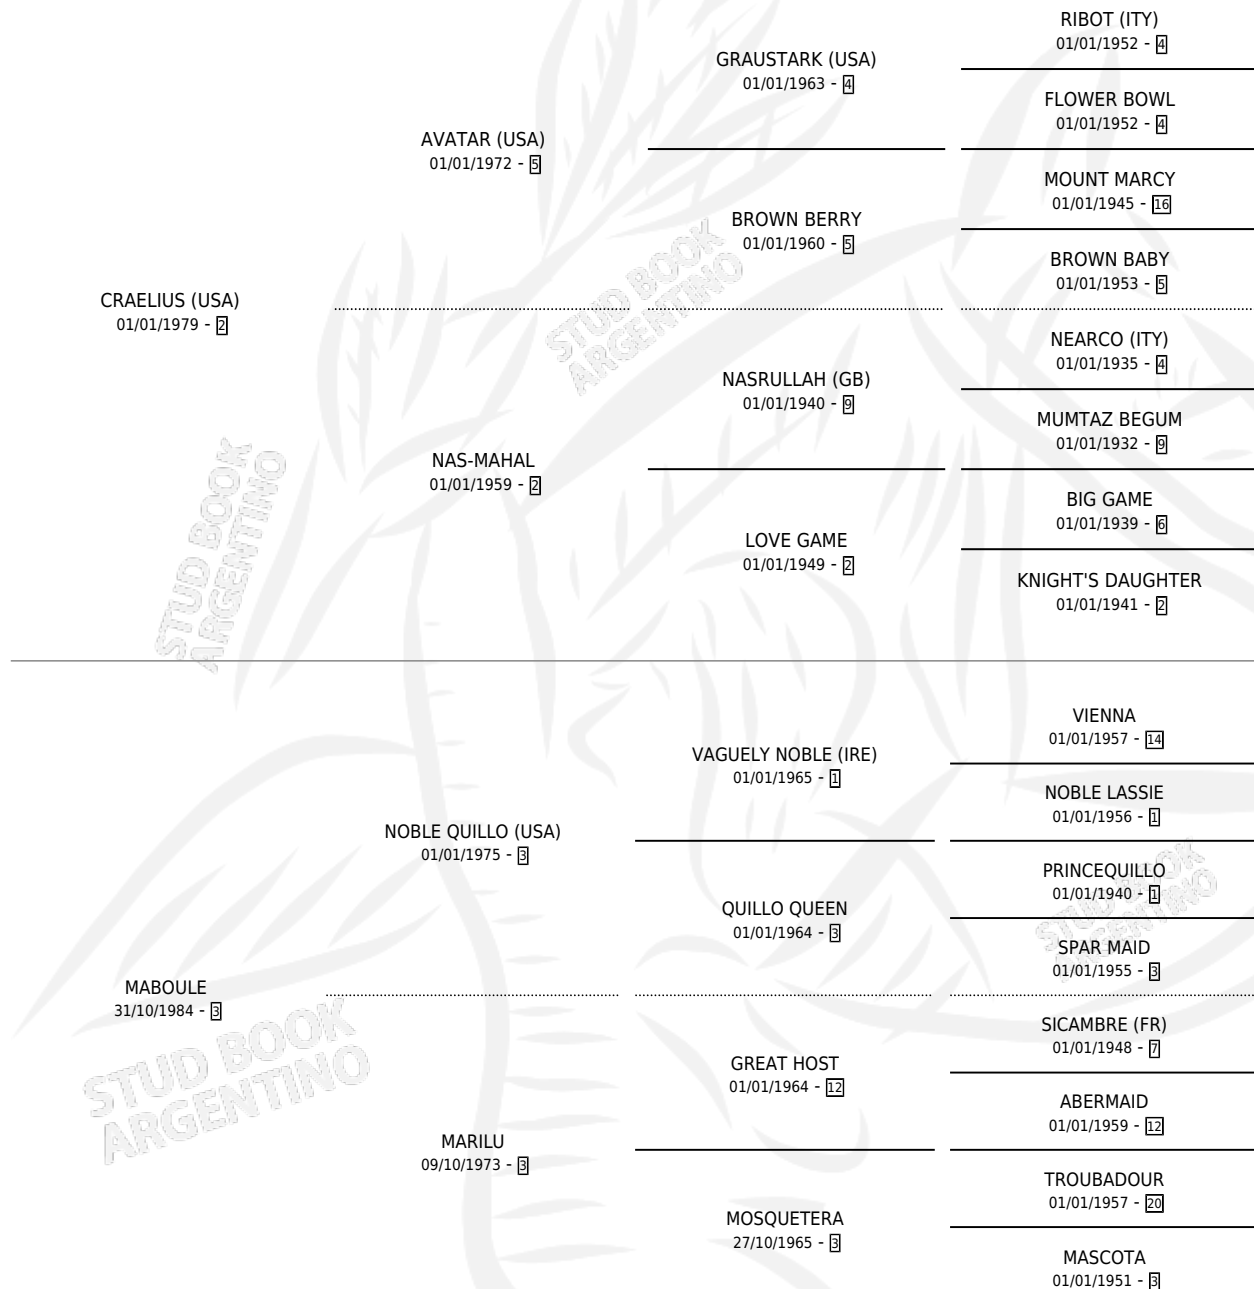 RIBOT (ITY)
01/01/1952 - 4
GRAUSTARK (USA)
01/01/1963 - 4
FLOWER BOWL
01/01/1952 - 4
AVATAR (USA)
01/01/1972 - 5
MOUNT MARCY
01/01/1945 - 16
BROWN BERRY
01/01/1960 - 5
BROWN BABY
01/01/1953 - 5
CRAELIUS (USA)
01/01/1979 - 2
NEARCO (ITY)
01/01/1935 - 4
NASRULLAH (GB)
01/01/1940 - 9
MUMTAZ BEGUM
01/01/1932 - 9
NAS-MAHAL
01/01/1959 - 2
BIG GAME
01/01/1939 - 6
LOVE GAME
01/01/1949 - 2
KNIGHT'S DAUGHTER
01/01/1941 - 2
VIENNA
01/01/1957 - 14
VAGUELY NOBLE (IRE)
01/01/1965 - 1
NOBLE LASSIE
01/01/1956 - 1
NOBLE QUILLO (USA)
01/01/1975 - 3
PRINCEQUILLO
01/01/1940 - 1
QUILLO QUEEN
01/01/1964 - 3
SPAR MAID
01/01/1955 - 3
MABOULE
31/10/1984 - 3
SICAMBRE (FR)
01/01/1948 - 7
GREAT HOST
01/01/1964 - 12
ABERMAID
01/01/1959 - 12
MARILU
09/10/1973 - 3
TROUBADOUR
01/01/1957 - 20
MOSQUETERA
27/10/1965 - 3
MASCOTA
01/01/1951 - 3
STUD BOOK
ARGENTINO
STUD BOOK
ARGENTINO
STUD BOOK
ARGENTINO
STUD BOOK
ARGENTINO